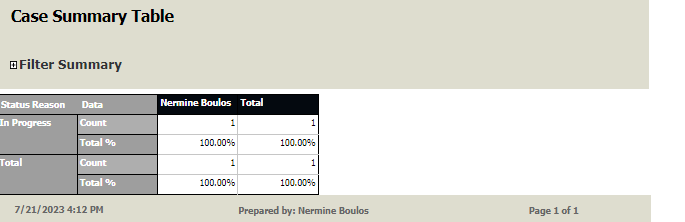 Case Summary Table
Filter Summary
Status Reason Data Nermine Boulos Total
In Progress Count 1 1
Total % 100.00% 100.00%
Total Count 1 1
Total % 100.00% 100.00%
7/21/2023 4:12 PM Prepared by: Nermine Boulos Page 1 of 1